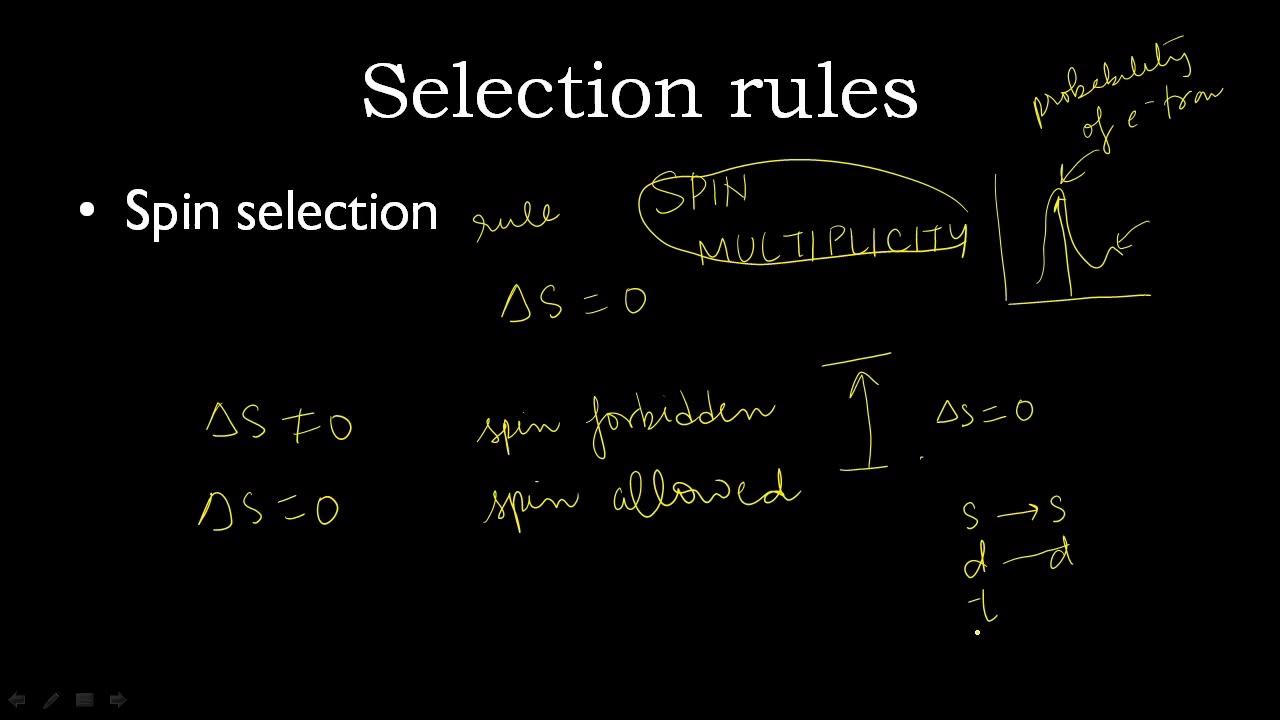 Selection rules
probability
of e⁻ tran
• Spin selection rule
SPIN
MULTIPLICITY
ΔS = 0
ΔS ≠ 0 spin forbidden
ΔS = 0
ΔS = 0 spin allowed
s → s
d — d